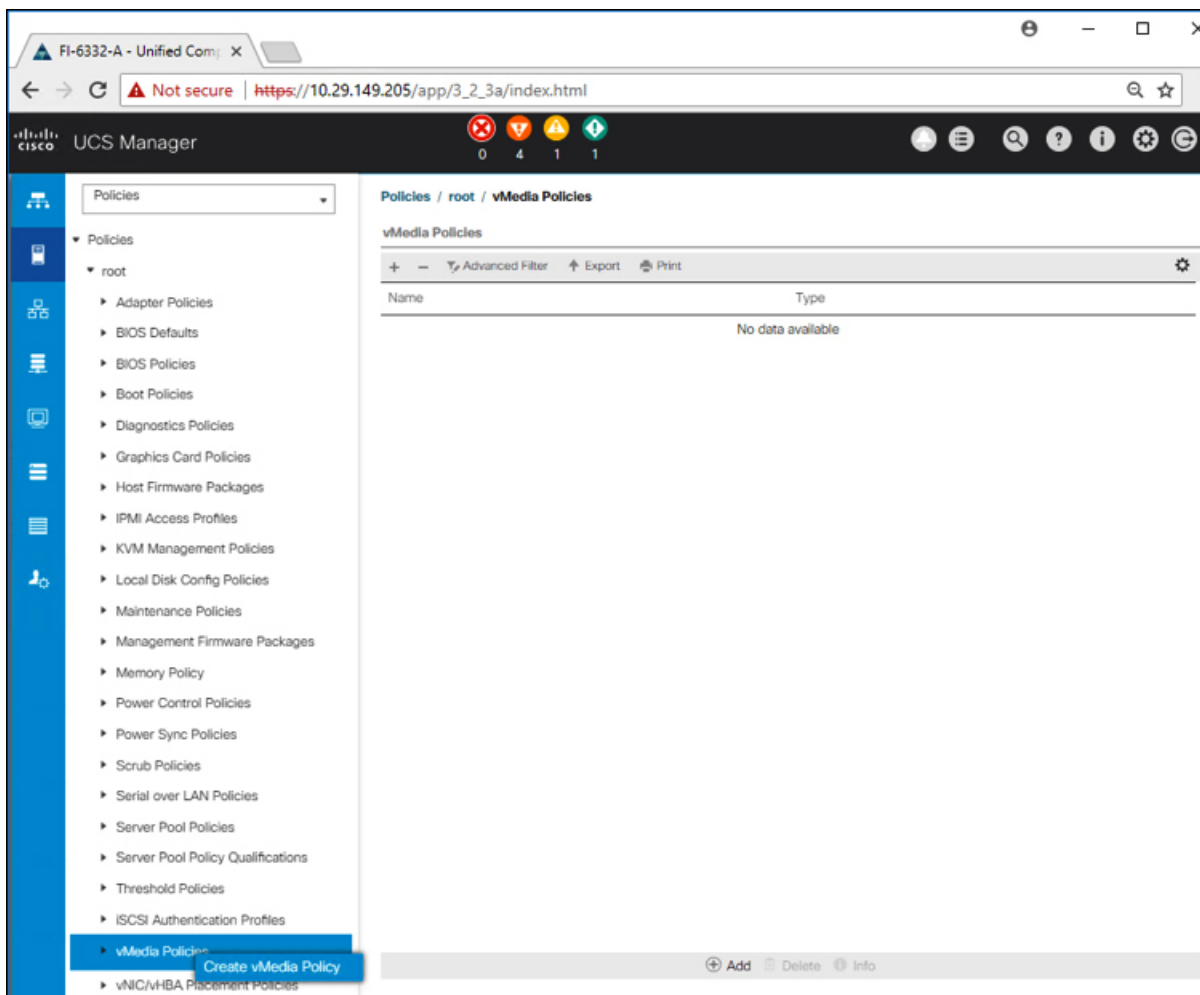 FI-6332-A - Unified Comp
Not secure | https://10.29.149.205/app/3_2_3a/index.html
cisco UCS Manager
0 4 1 1
Policies
Policies / root / vMedia Policies
Policies
root
Adapter Policies
BIOS Defaults
BIOS Policies
Boot Policies
Diagnostics Policies
Graphics Card Policies
Host Firmware Packages
IPMI Access Profiles
KVM Management Policies
Local Disk Config Policies
Maintenance Policies
Management Firmware Packages
Memory Policy
Power Control Policies
Power Sync Policies
Scrub Policies
Serial over LAN Policies
Server Pool Policies
Server Pool Policy Qualifications
Threshold Policies
iSCSI Authentication Profiles
vMedia Policies
Create vMedia Policy
vNIC/vHBA Placement Policies
vMedia Policies
+ − Advanced Filter Export Print
Name Type
No data available
Add Delete Info